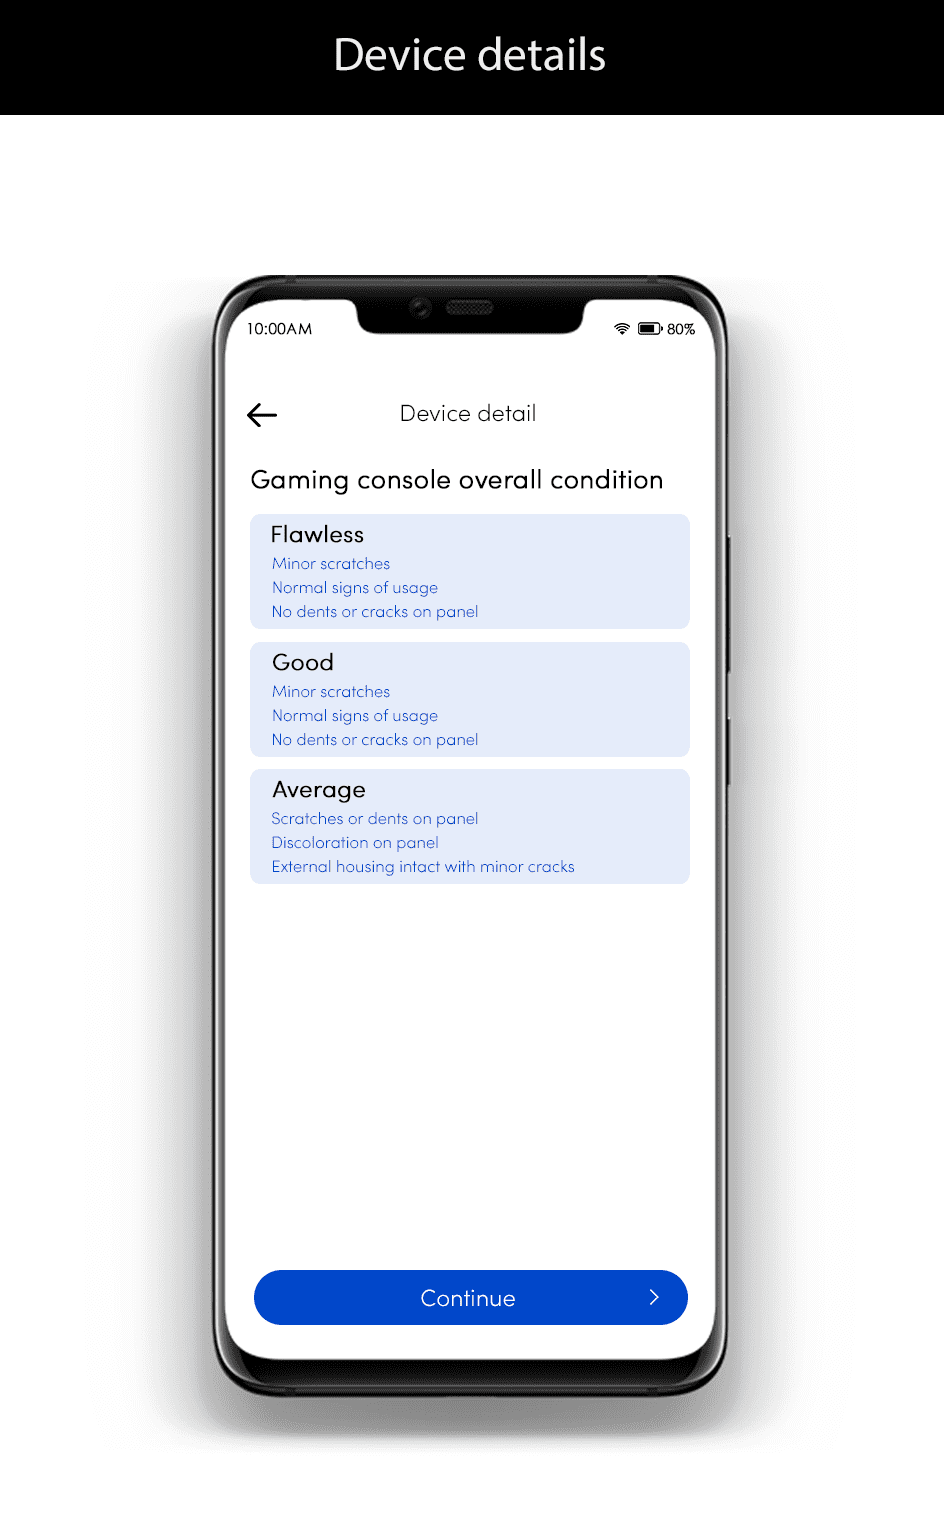 Device details
10:00AM
80%
Device detail
Gaming console overall condition
Flawless
Minor scratches
Normal signs of usage
No dents or cracks on panel
Good
Minor scratches
Normal signs of usage
No dents or cracks on panel
Average
Scratches or dents on panel
Discoloration on panel
External housing intact with minor cracks
Continue